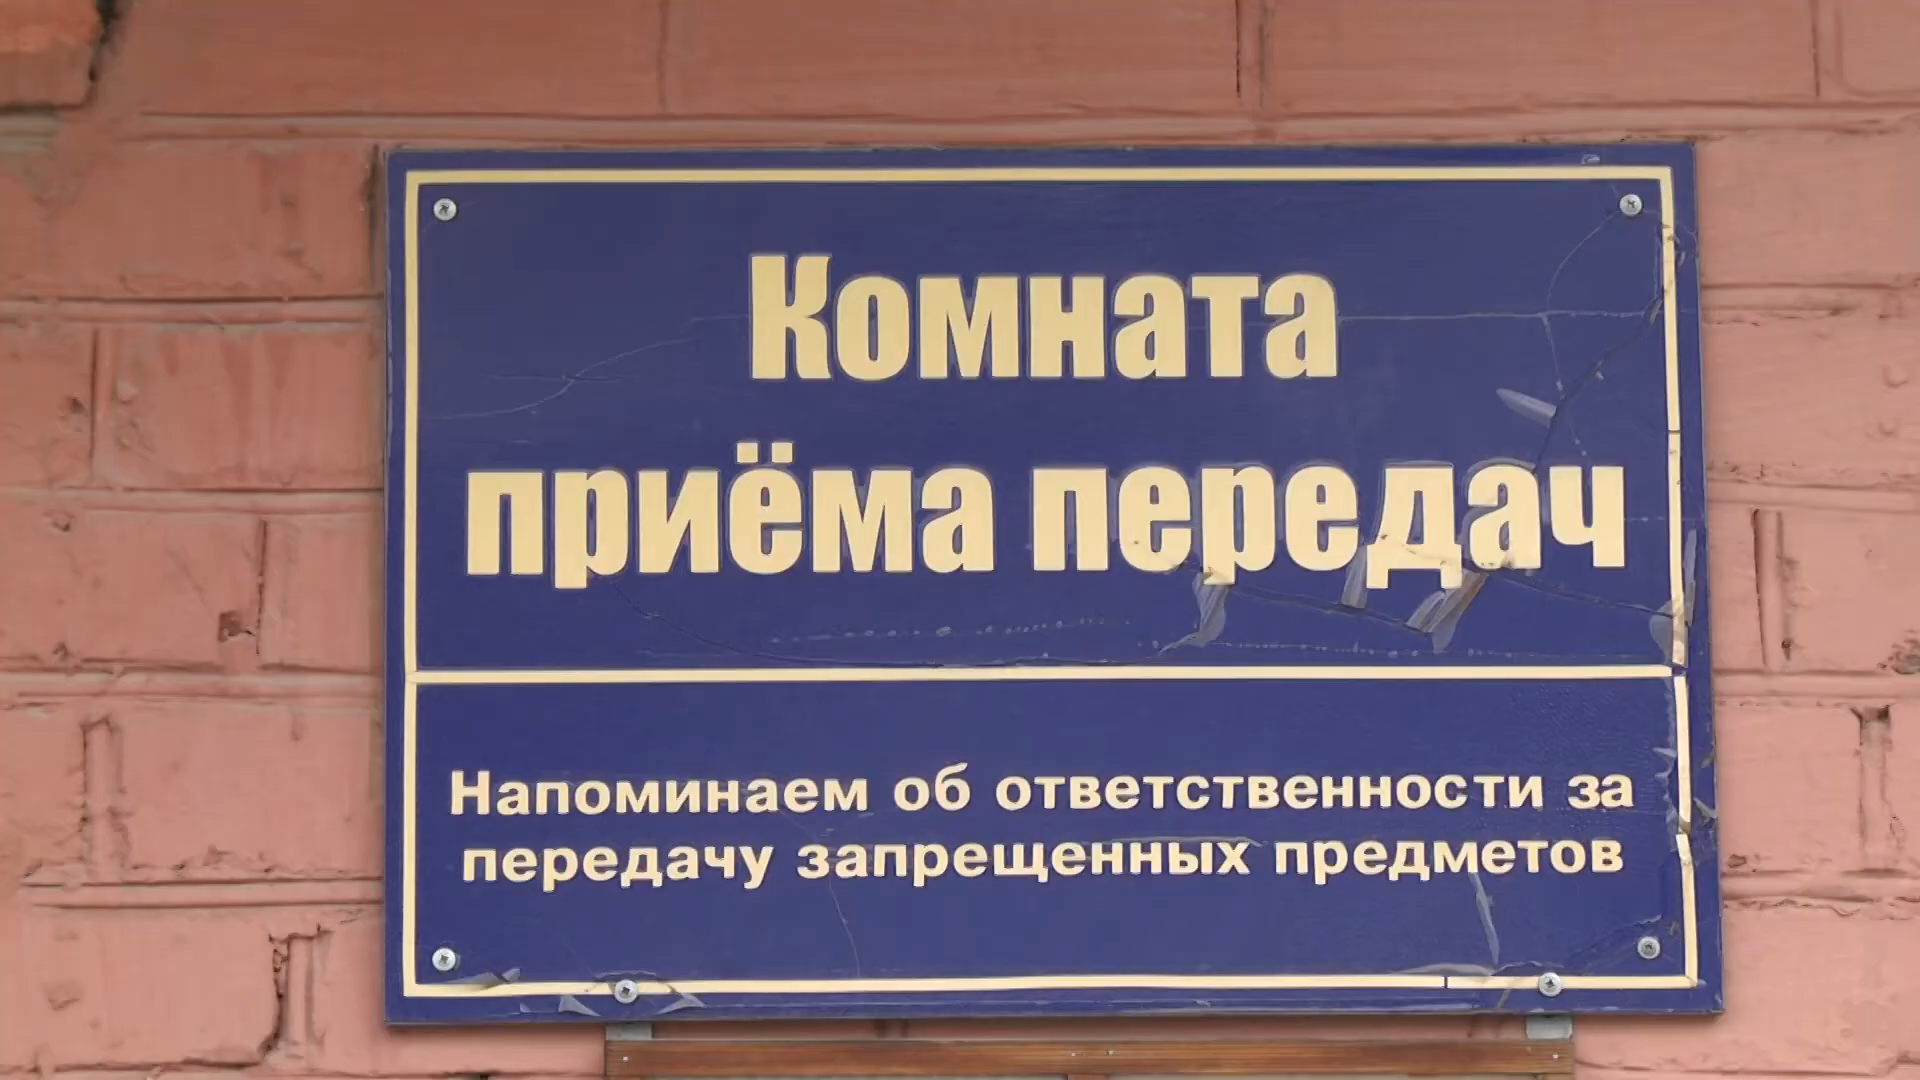 Комната
приёма передач
Напоминаем об ответственности за
передачу запрещенных предметов